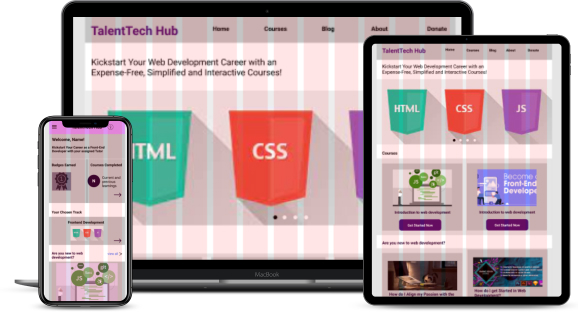 TalentTech Hub
Home
Courses
Blog
About
Donate
Kickstart Your Web Development Career with an
Expense-Free, Simplified and Interactive Courses!
HTML
CSS
MacBook
Welcome, Name!
Kickstart Your Career as a Front-End
Developer with your assigned Tutor
Badges Earned
Courses Completed
N
Current and
previous
learnings
Your Chosen Track
Frontend Development
Are you new to web
development?
View all
JS
TalentTech Hub
Home
Courses
Blog
About
Donate
Kickstart Your Web Development Career with an
Expense-Free, Simplified and Interactive Courses!
HTML
CSS
JS
Courses
Become a
Front-End
Develope
Introduction to web development
Introduction to web development
Get Started Now
Get Started Now
Are you new to web development?
How do I Align my Passion with the
How do I get Started in Web
Development?